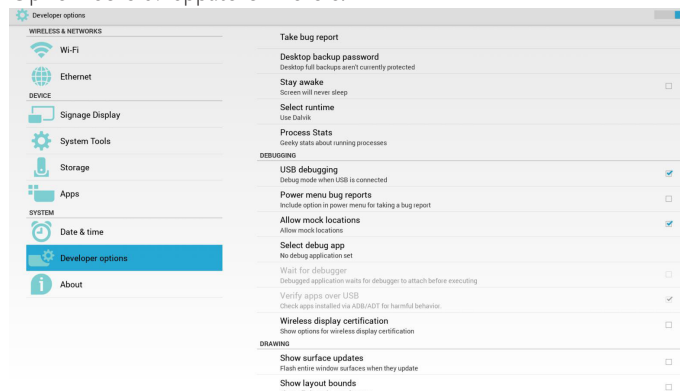 Developer options
WIRELESS & NETWORKS
Wi-Fi
Ethernet
DEVICE
Signage Display
System Tools
Storage
Apps
SYSTEM
Date & time
Developer options
About
Take bug report
Desktop backup password
Desktop full backups aren't currently protected
Stay awake
Screen will never sleep
Select runtime
Use Dalvik
Process Stats
Geeky stats about running processes
DEBUGGING
USB debugging
Debug mode when USB is connected
Power menu bug reports
Include option in power menu for taking a bug report
Allow mock locations
Allow mock locations
Select debug app
No debug application set
Wait for debugger
Debugged application waits for debugger to attach before executing
Verify apps over USB
Check apps installed via ADB/ADT for harmful behavior.
Wireless display certification
Show options for wireless display certification
DRAWING
Show surface updates
Flash entire window surfaces when they update
Show layout bounds